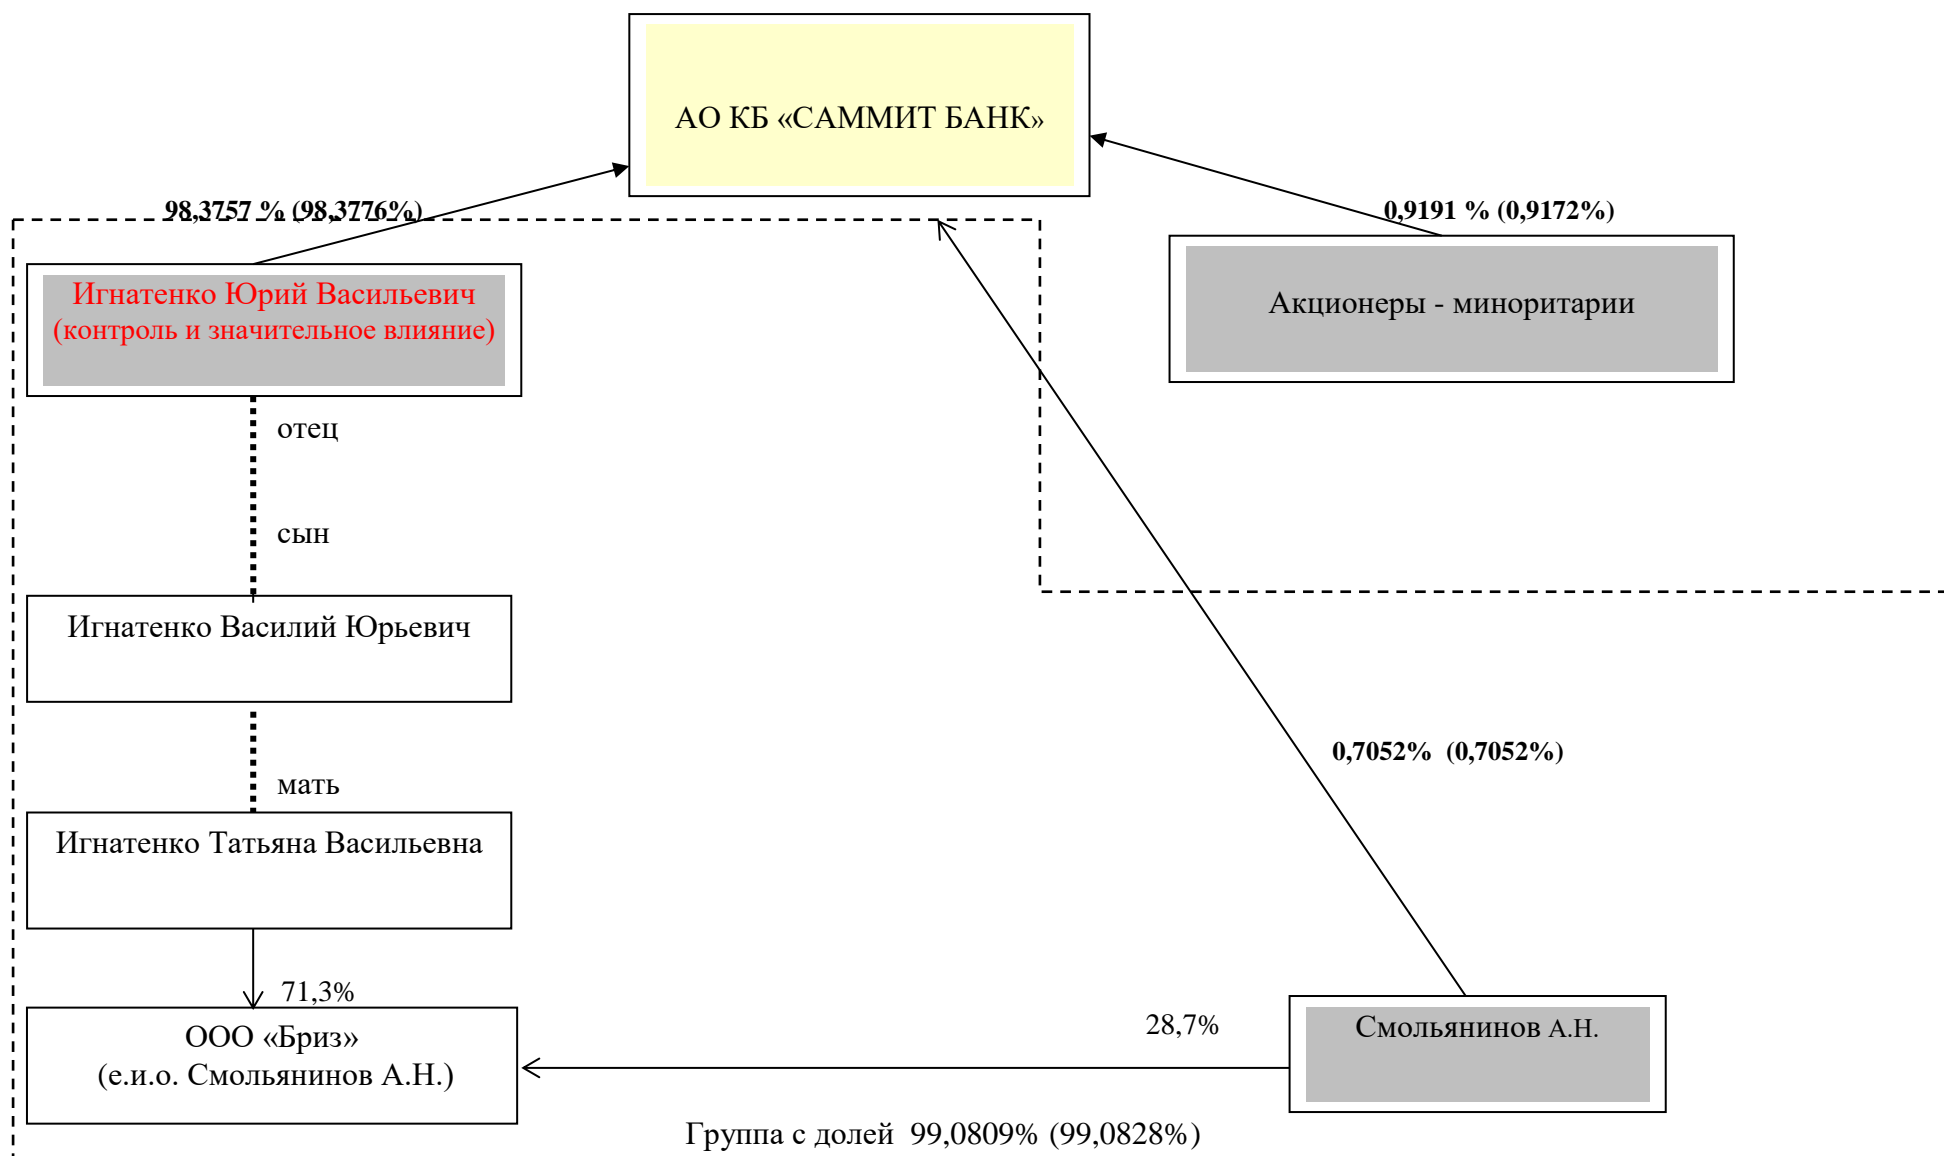 АО КБ «САММИТ БАНК»
98,3757 % (98,3776%)
0,9191 % (0,9172%)
Игнатенко Юрий Васильевич
(контроль и значительное влияние)
Акционеры - миноритарии
отец
сын
Игнатенко Василий Юрьевич
0,7052% (0,7052%)
мать
Игнатенко Татьяна Васильевна
71,3%
ООО «Бриз»
(е.и.о. Смольянинов А.Н.)
28,7%
Смольянинов А.Н.
Группа с долей 99,0809% (99,0828%)